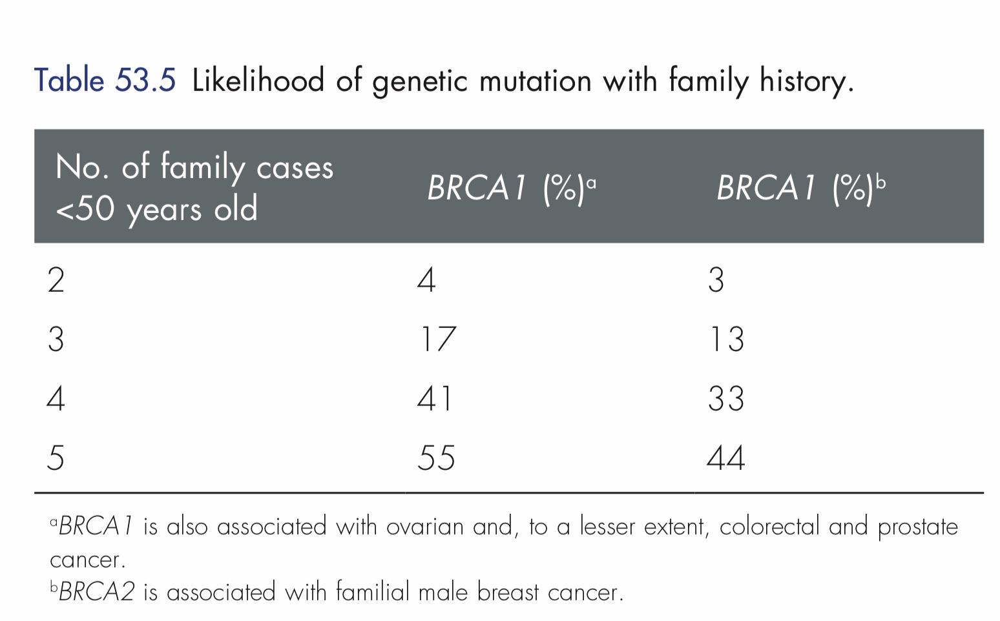 Table 53.5 Likelihood of genetic mutation with family history.
No. of family cases
<50 years old
BRCA1 (%)a
BRCA1 (%)b
2 4 3
3 17 13
4 41 33
5 55 44
aBRCA1 is also associated with ovarian and, to a lesser extent, colorectal and prostate
cancer.
bBRCA2 is associated with familial male breast cancer.